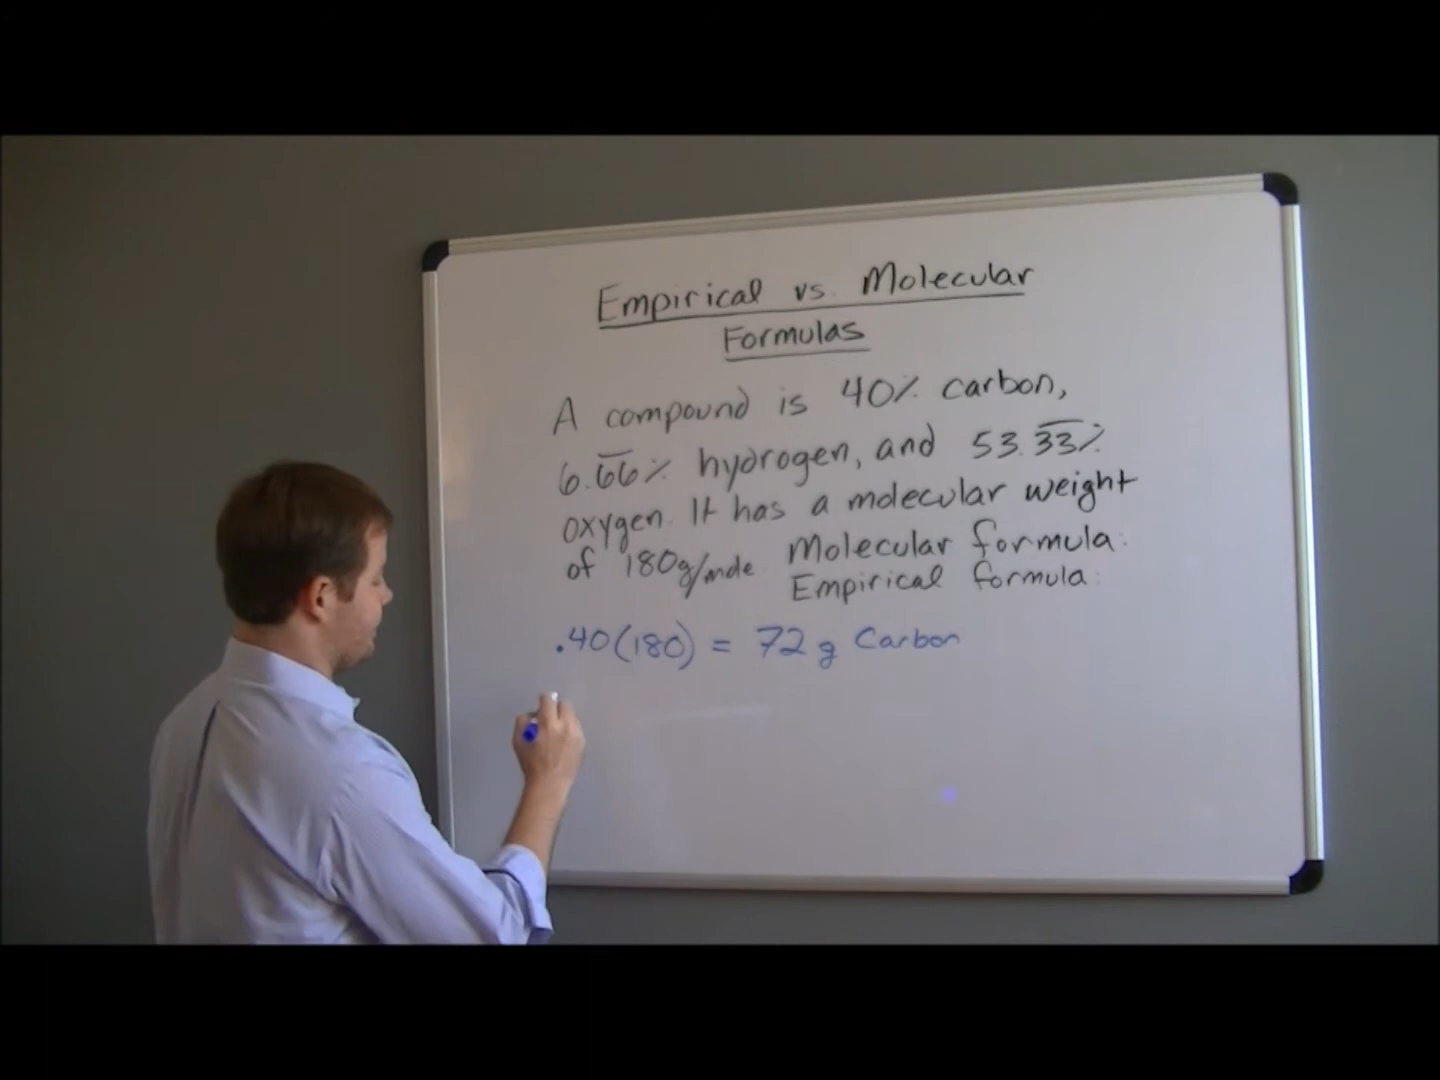 Empirical vs. Molecular
Formulas
A compound is 40% carbon,
6.66% hydrogen, and 53.33%
oxygen. It has a molecular weight
of 180g/mole. Molecular formula:
Empirical formula:
.40(180) = 72 g Carbon